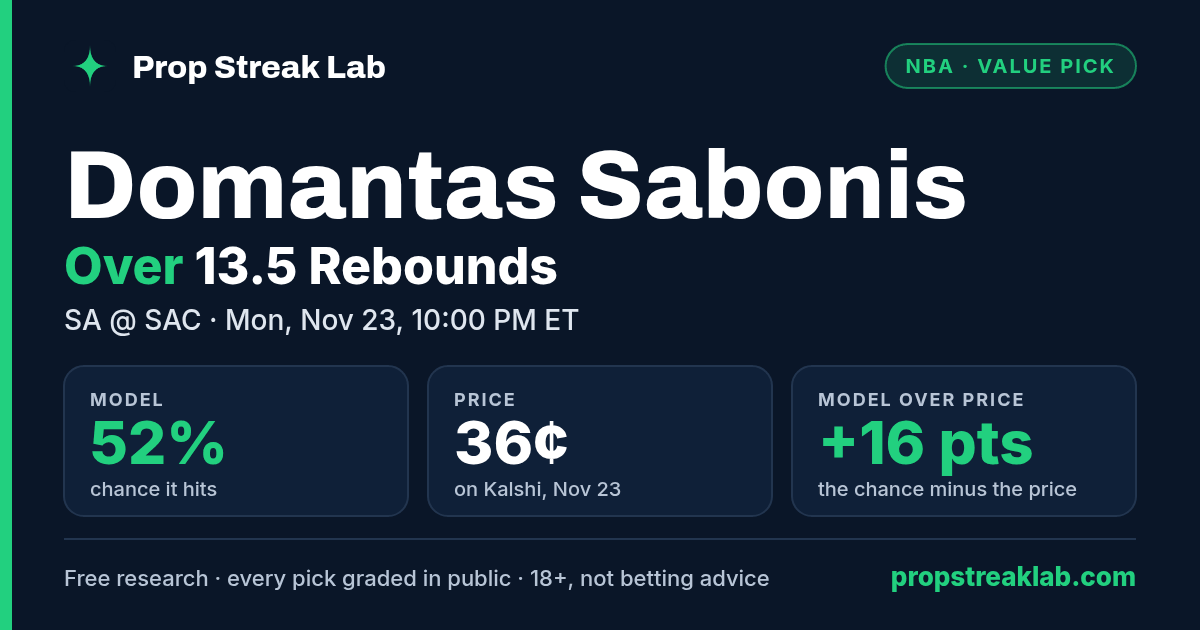 Prop Streak Lab
NBA · VALUE PICK
Domantas Sabonis
Over 13.5 Rebounds
SA @ SAC · Mon, Nov 23, 10:00 PM ET
MODEL
52%
chance it hits
PRICE
36¢
on Kalshi, Nov 23
MODEL OVER PRICE
+16 pts
the chance minus the price
Free research · every pick graded in public · 18+, not betting advice
propstreaklab.com